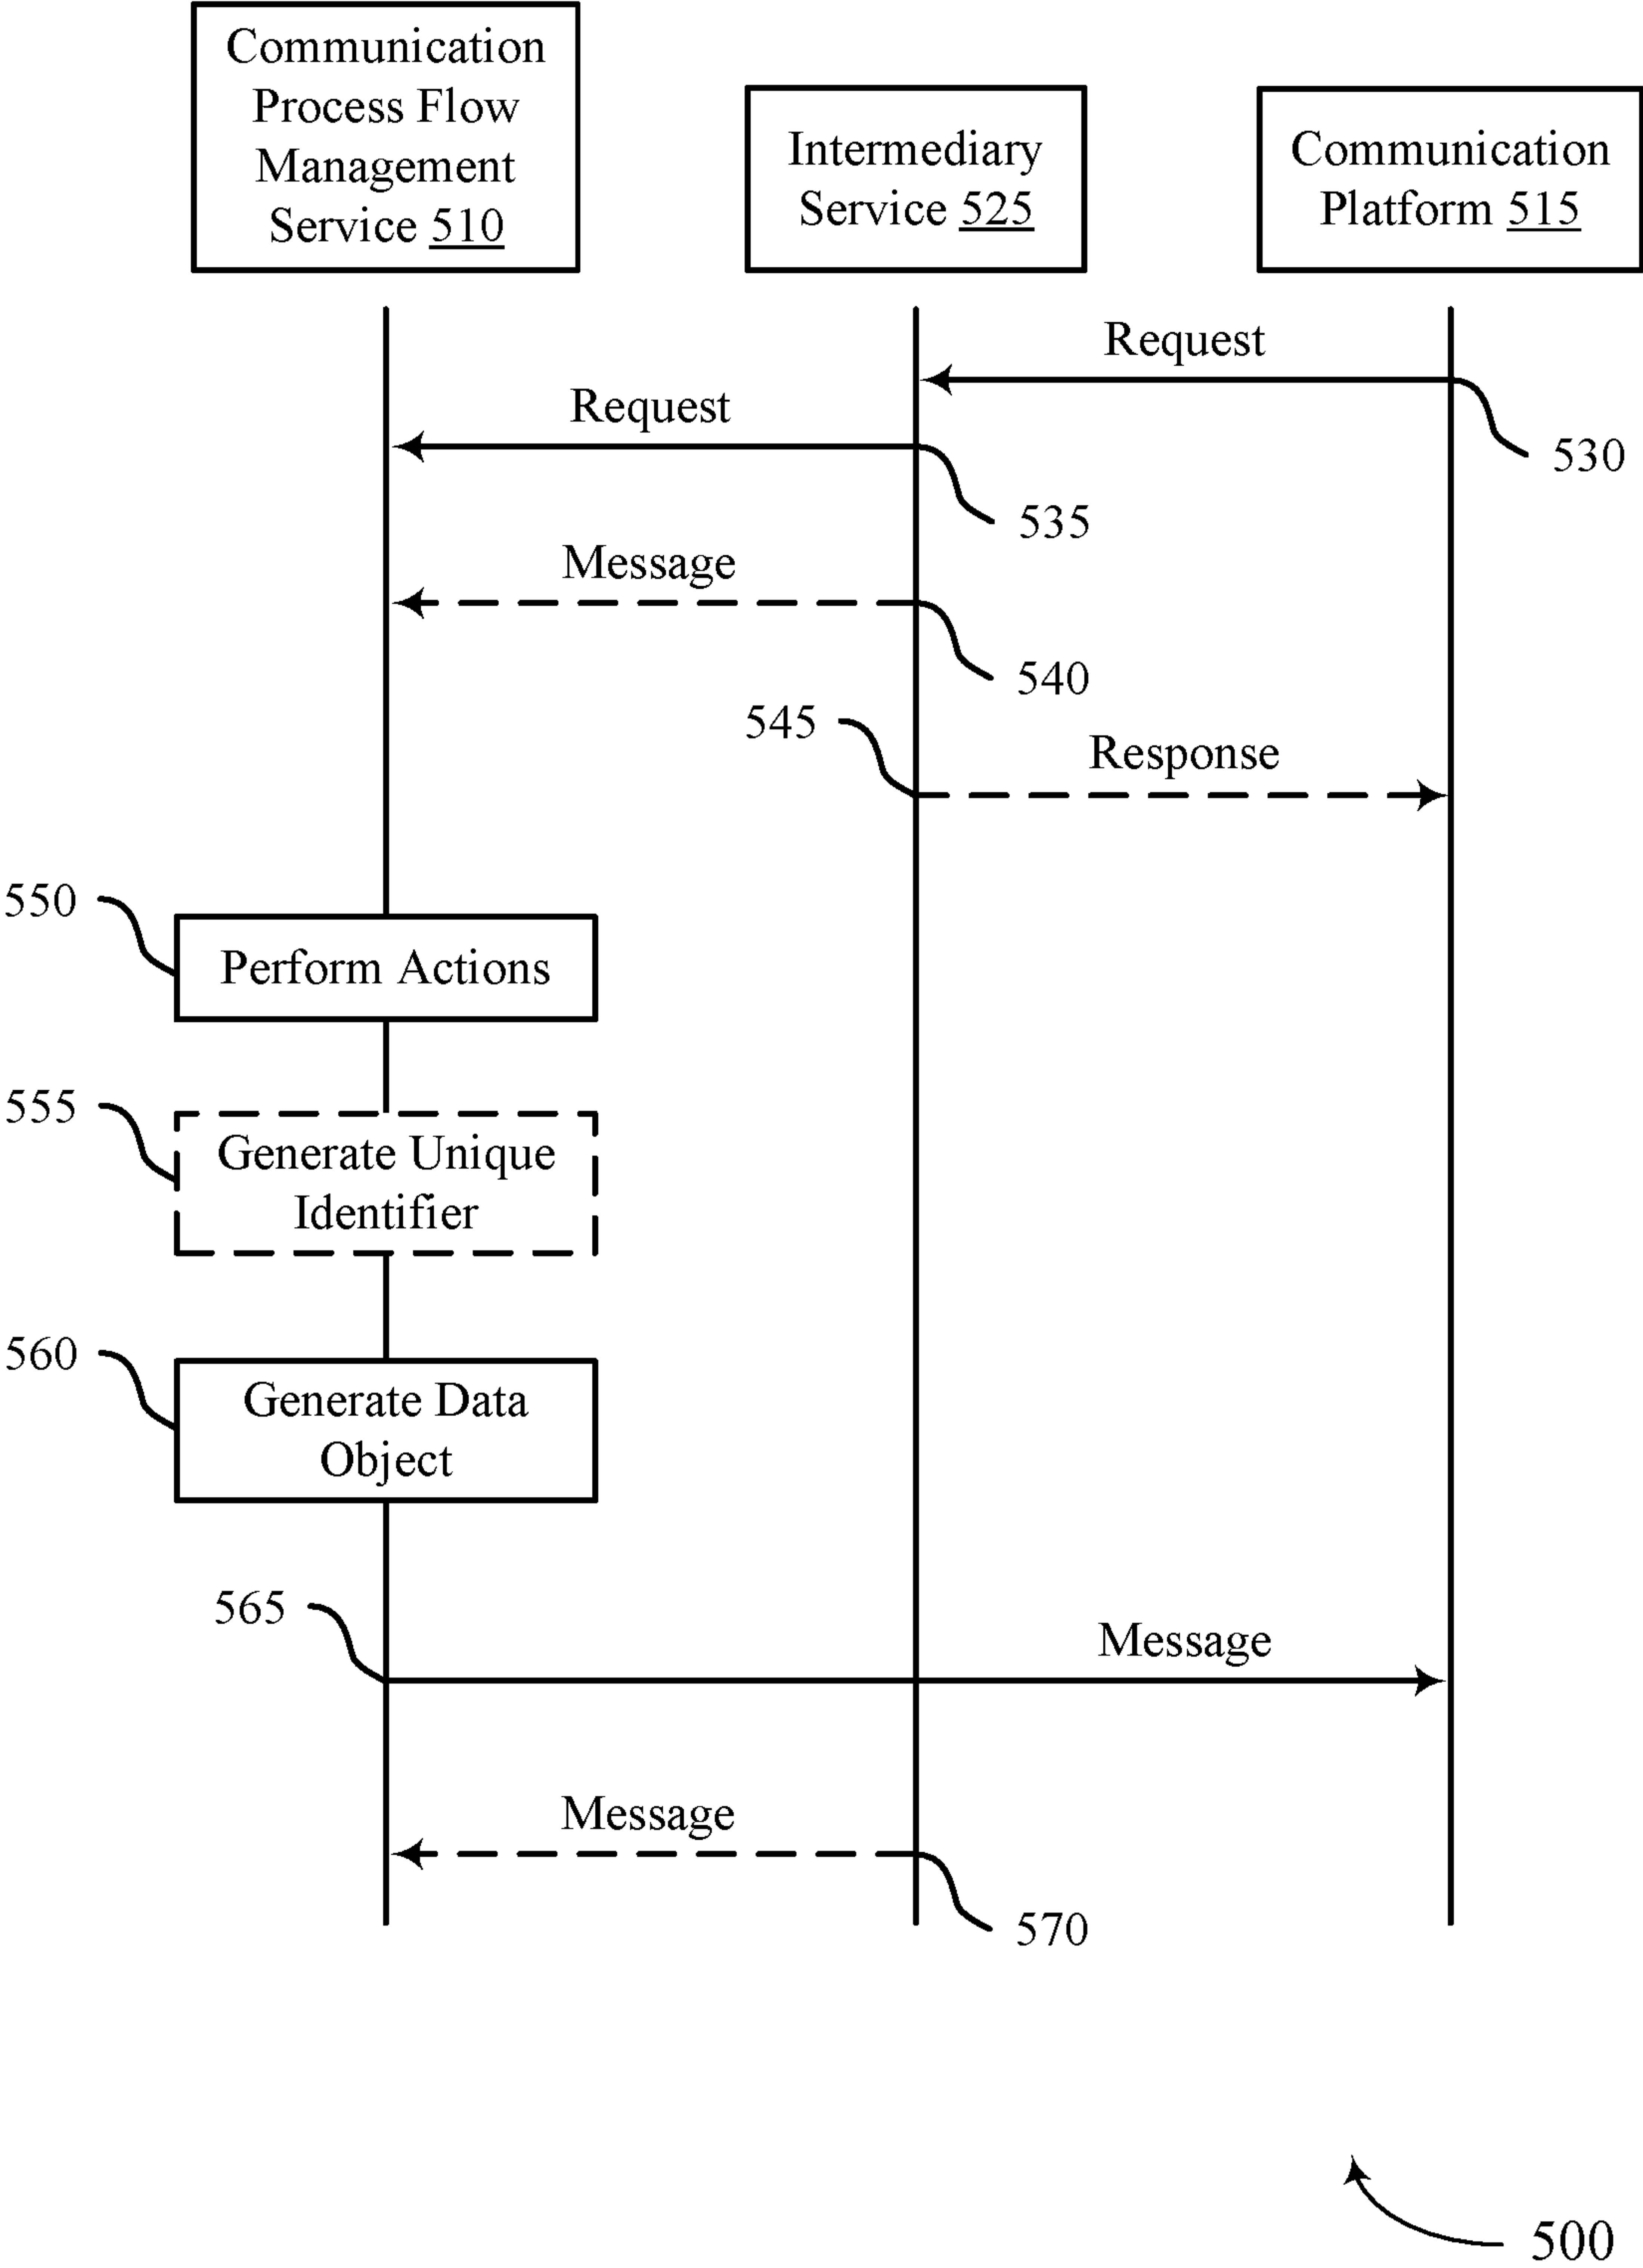 Communication
Process Flow
Management
Service 510
Intermediary
Service 525
Communication
Platform 515
Request
530
Request
535
Message
540
545
Response
550
Perform Actions
555
Generate Unique
Identifier
560
Generate Data
Object
565
Message
Message
570
500